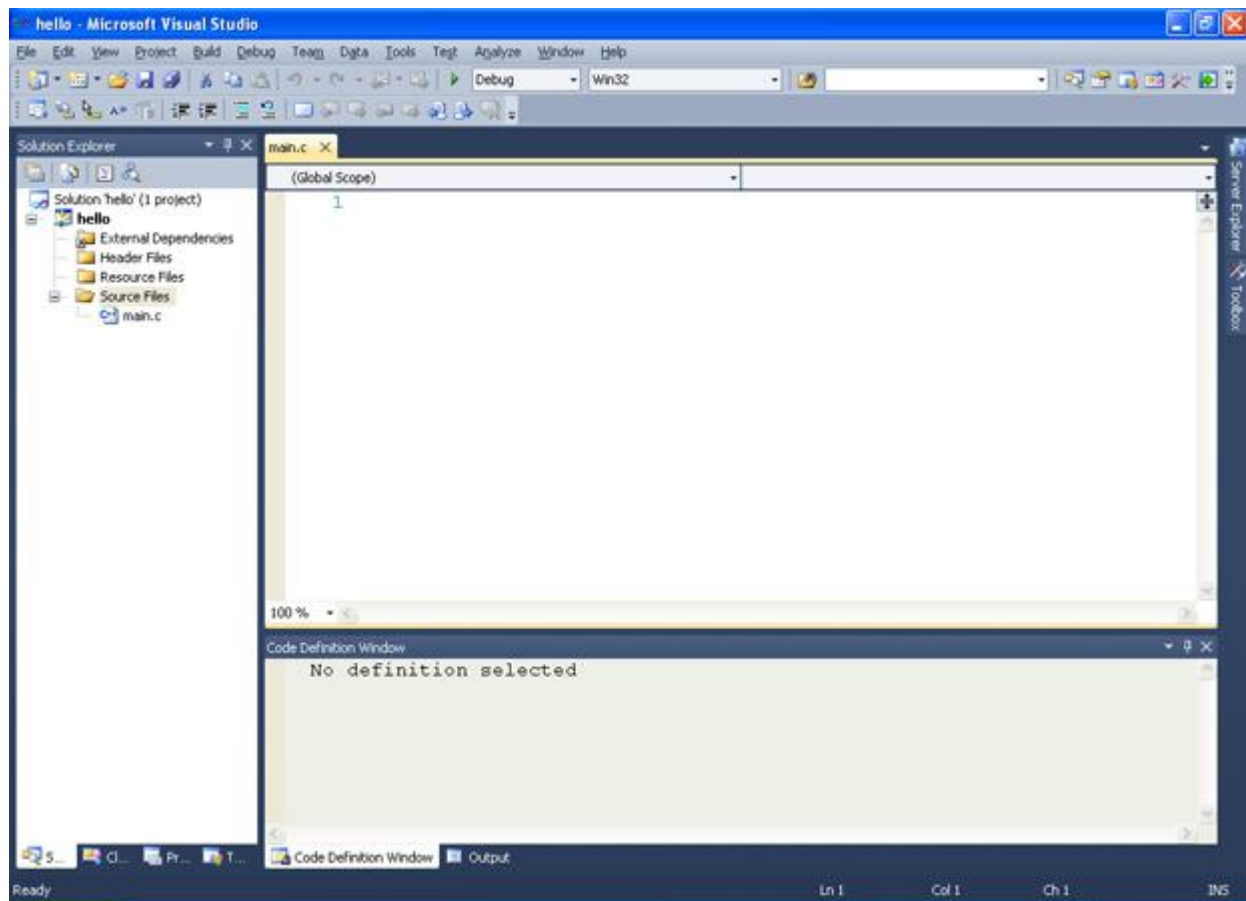 hello - Microsoft Visual Studio
File Edit View Project Build Debug Team Data Tools Test Analyze Window Help
Debug Win32
Solution Explorer
main.c
(Global Scope)
Solution 'hello' (1 project)
hello
External Dependencies
Header Files
Resource Files
Source Files
main.c
1
Server Explorer
Toolbox
100 %
Code Definition Window
No definition selected
S... Cl... Pr... T...
Code Definition Window Output
Ready Ln 1 Col 1 Ch 1 INS